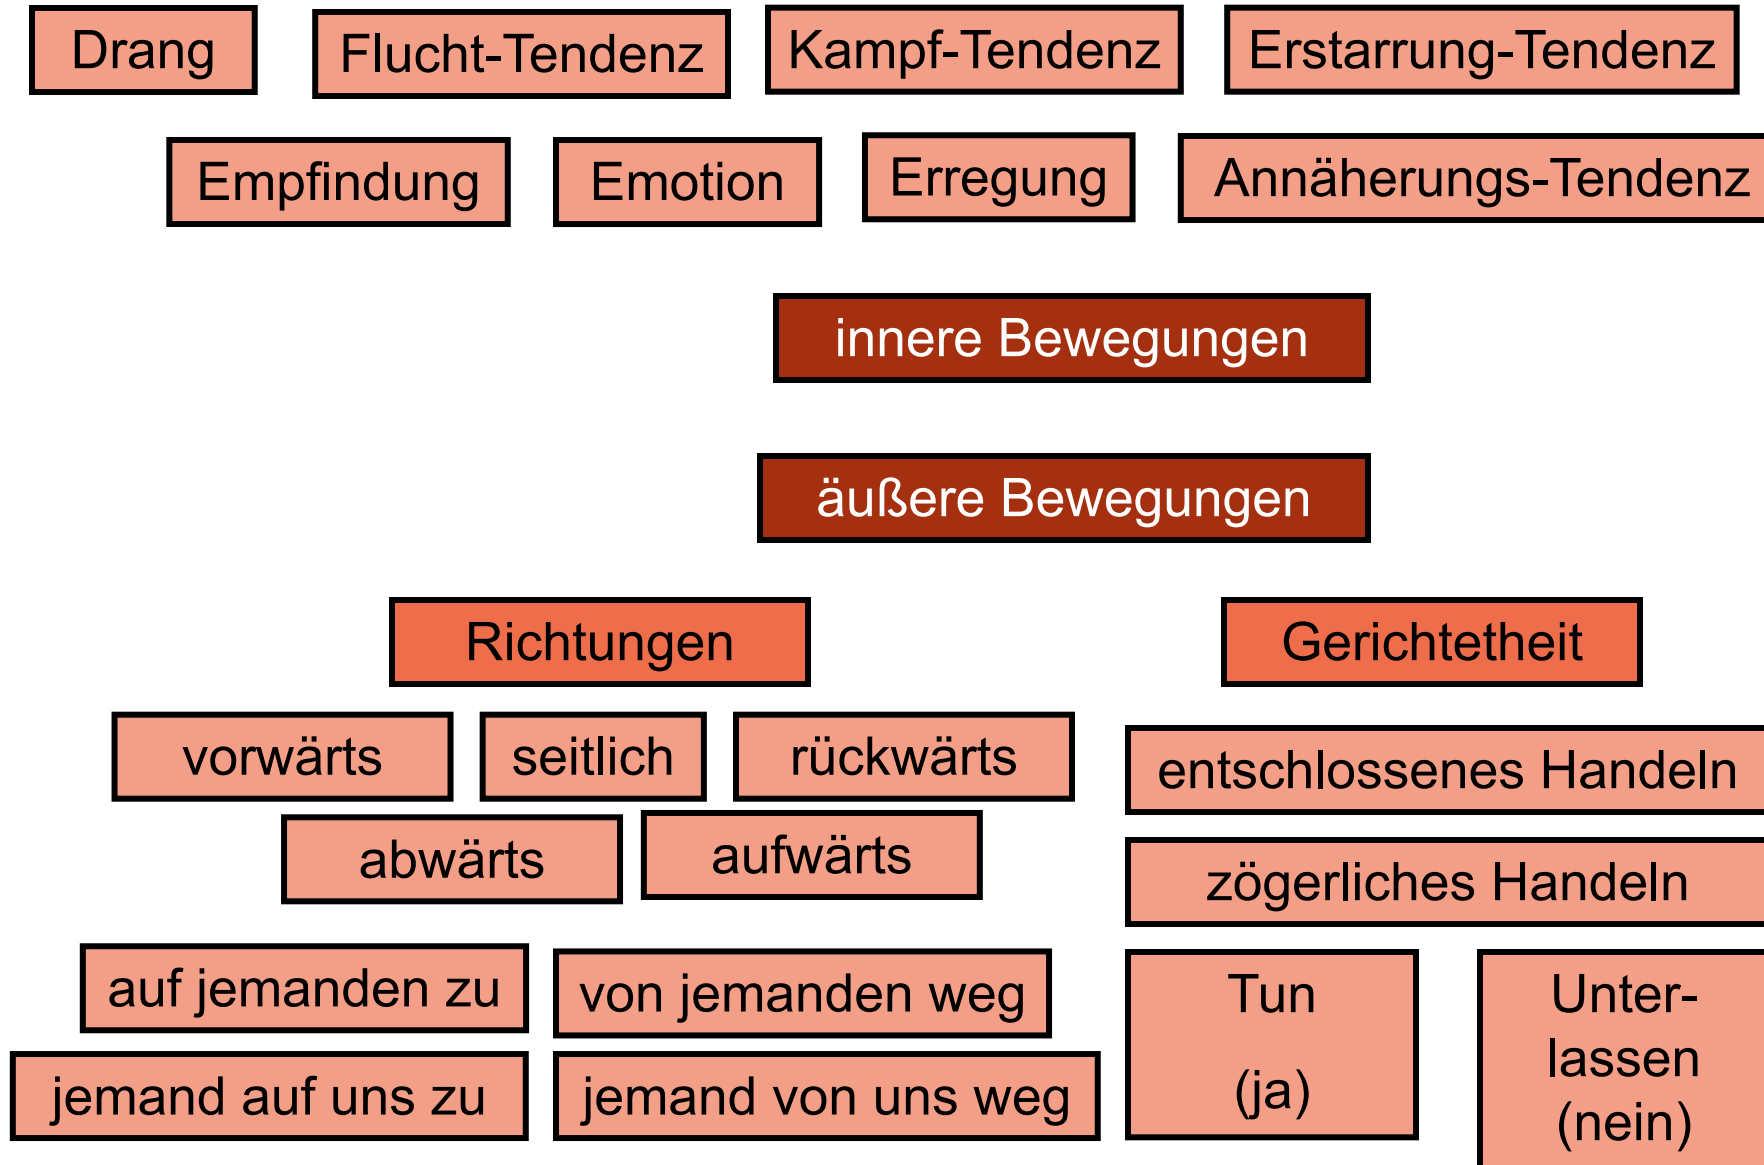 Drang
Flucht-Tendenz
Kampf-Tendenz
Erstarrung-Tendenz
Empfindung
Emotion
Erregung
Annäherungs-Tendenz
innere Bewegungen
äußere Bewegungen
Richtungen
Gerichtetheit
vorwärts
seitlich
rückwärts
abwärts
aufwärts
auf jemanden zu
von jemanden weg
jemand auf uns zu
jemand von uns weg
entschlossenes Handeln
zögerliches Handeln
Tun
(ja)
Unter-
lassen
(nein)